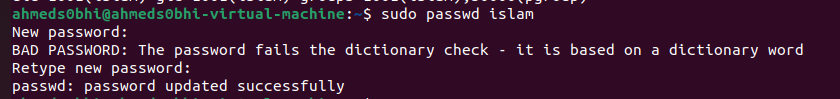 ahmeds0bhi@ahmeds0bhi-virtual-machine:~$ sudo passwd islam
New password:
BAD PASSWORD: The password fails the dictionary check - it is based on a dictionary word
Retype new password:
passwd: password updated successfully